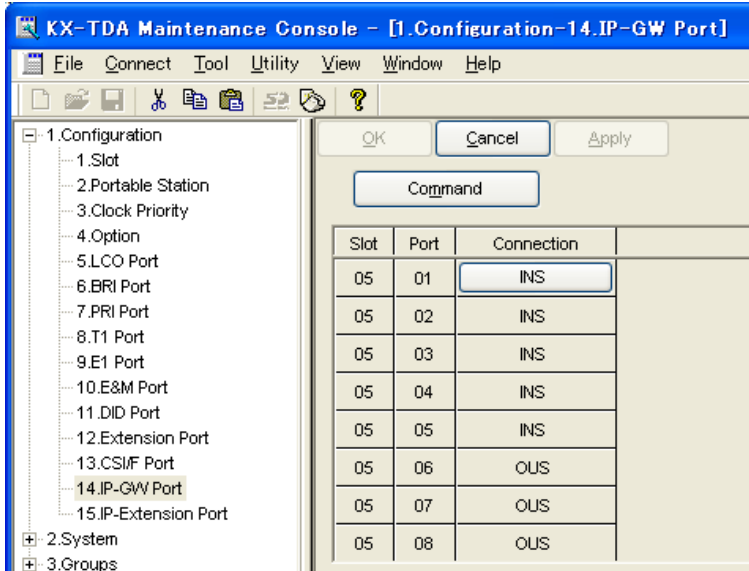 KX-TDA Maintenance Console - [1.Configuration-14.IP-GW Port]
File Connect Tool Utility View Window Help
1.Configuration
1.Slot
2.Portable Station
3.Clock Priority
4.Option
5.LCO Port
6.BRI Port
7.PRI Port
8.T1 Port
9.E1 Port
10.E&M Port
11.DID Port
12.Extension Port
13.CSI/F Port
14.IP-GW Port
15.IP-Extension Port
2.System
3.Groups
OK Cancel Apply
Command
Slot Port Connection
05 01 INS
05 02 INS
05 03 INS
05 04 INS
05 05 INS
05 06 OUS
05 07 OUS
05 08 OUS